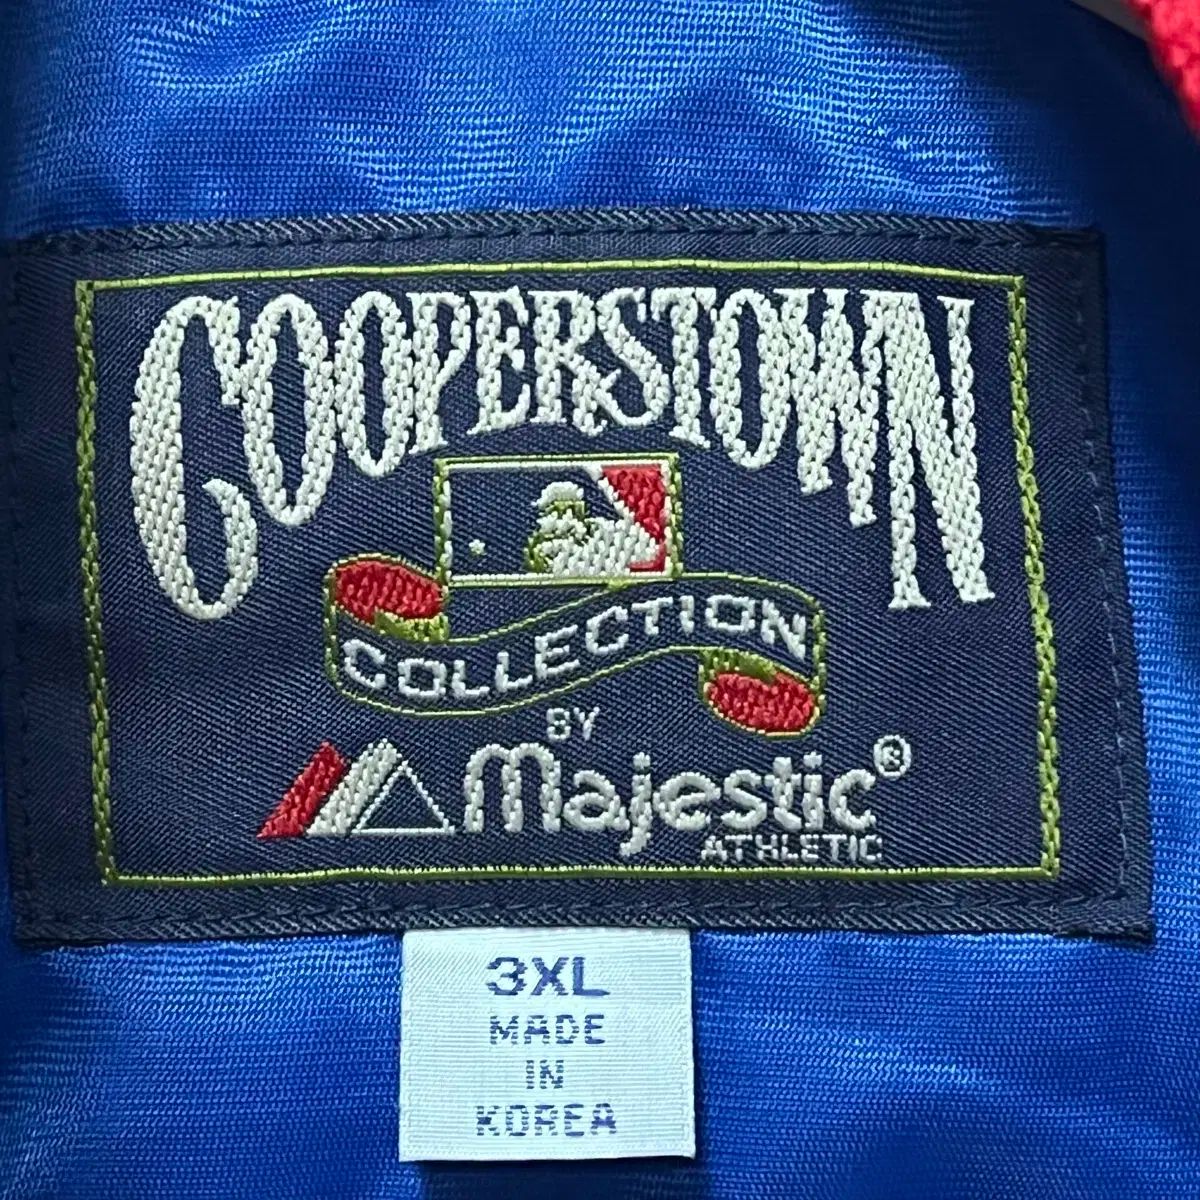 COOPERSTOWN
COLLECTION
BY
Majestic®
ATHLETIC
3XL
MADE
IN
KOREA